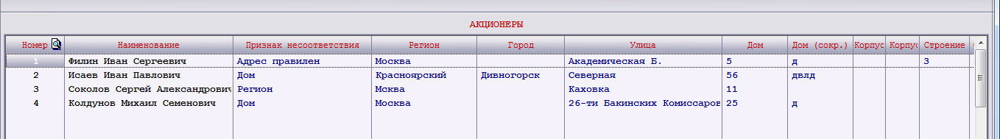 АКЦИОНЕРЫ
Номер Наименование Признак несоответствия Регион Город Улица Дом Дом (сокр.) Корпус Корпус Строение
1 Филин Иван Сергеевич Адрес правилен Москва Академическая Б. 5 д 3
2 Исаев Иван Павлович Дом Красноярский Дивногорск Северная 56 двлд
3 Соколов Сергей Александрович Регион Мсква Каховка 11
4 Колдунов Михаил Семенович Дом Москва 26-ти Бакинских Комиссаров 25 д